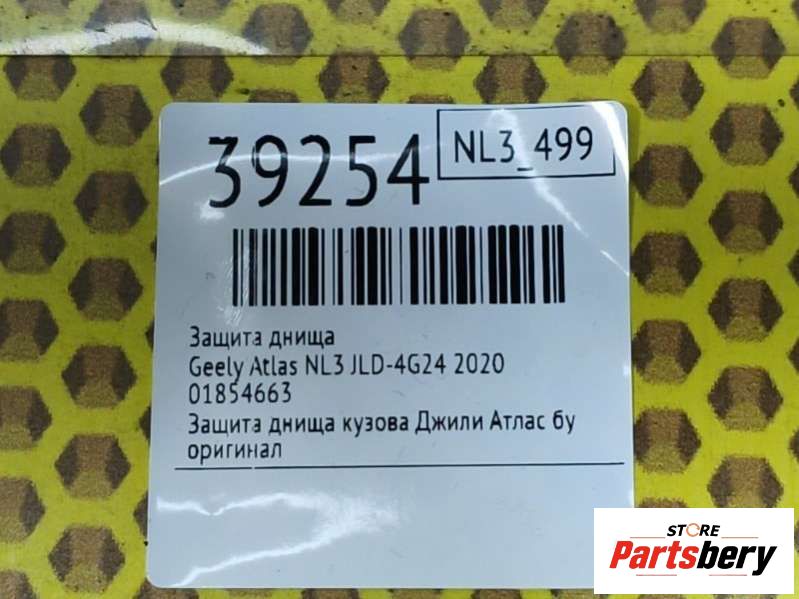 39254
NL3_499
Защита днища
Geely Atlas NL3 JLD-4G24 2020
01854663
Защита днища кузова Джили Атлас бу
оригинал
STORE
Partsbery